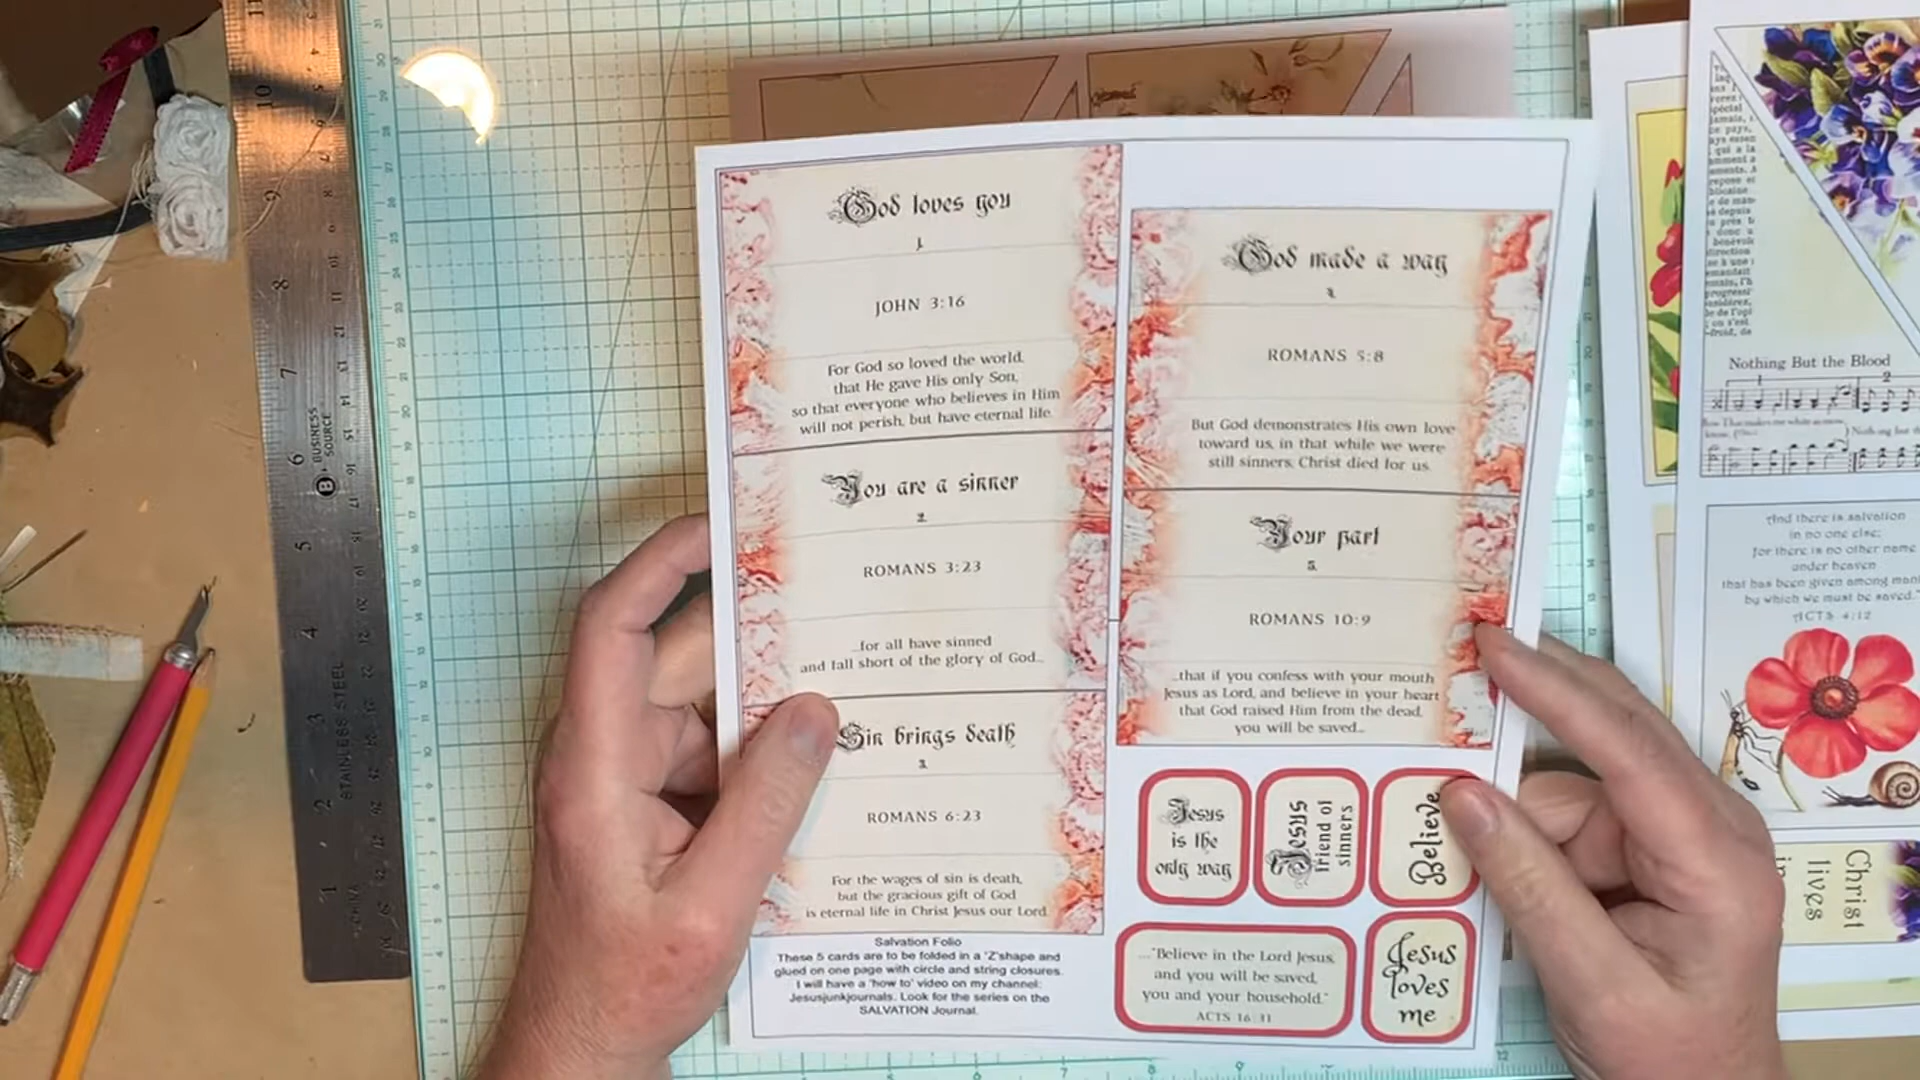 God loves you
1
JOHN 3:16
For God so loved the world,
that He gave His only Son,
so that everyone who believes in Him
will not perish, but have eternal life.
You are a sinner
2
ROMANS 3:23
...for all have sinned
and fall short of the glory of God...
Sin brings death
3
ROMANS 6:23
For the wages of sin is death,
but the gracious gift of God
is eternal life in Christ Jesus our Lord.
Salvation Folio
These 5 cards are to be folded in a 'Z'shape and
glued on one page with circle and string closures.
I will have a 'how to' video on my channel:
Jesusjunkjournals. Look for the series on the
SALVATION Journal.
God made a way
4
ROMANS 5:8
But God demonstrates His own love
toward us, in that while we were
still sinners, Christ died for us.
Your part
5
ROMANS 10:9
...that if you confess with your mouth
Jesus as Lord, and believe in your heart
that God raised Him from the dead,
you will be saved...
Jesus
is the
only way
Jesus
friend of
sinners
Believe
..."Believe in the Lord Jesus,
and you will be saved,
you and your household."
ACTS 16:31
Jesus
loves
me
Nothing But the Blood
1
2
And there is salvation
in no one else;
for there is no other name
under heaven
that has been given among
by which we must be saved."
ACTS 4:12
Christ
lives
in
BUSINESS
SOURCE
STAINLESS STEEL
CHINA